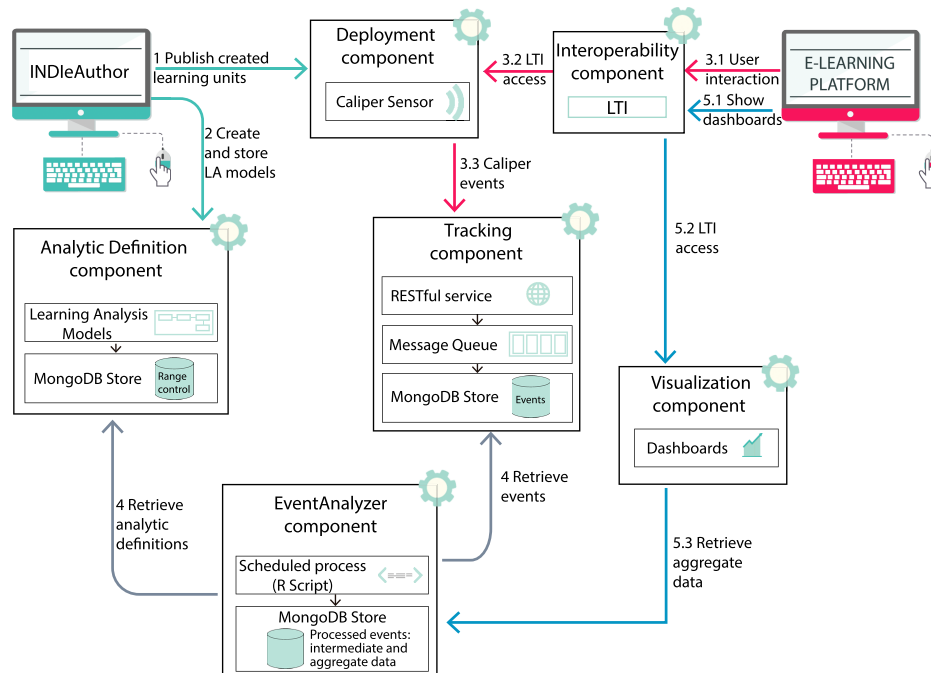 INDIeAuthor
1 Publish created
learning units
2 Create
and store
LA models
Deployment
component
Caliper Sensor
3.2 LTI
access
Interoperability
component
LTI
3.1 User
interaction
5.1 Show
dashboards
E-LEARNING
PLATFORM
3.3 Caliper
events
Analytic Definition
component
Learning Analysis
Models
MongoDB Store
Range
control
Tracking
component
RESTful service
Message Queue
MongoDB Store
Events
5.2 LTI
access
Visualization
component
Dashboards
4 Retrieve
analytic
definitions
4 Retrieve
events
EventAnalyzer
component
Scheduled process
(R Script)
MongoDB Store
Processed events:
intermediate and
aggregate data
5.3 Retrieve
aggregate
data